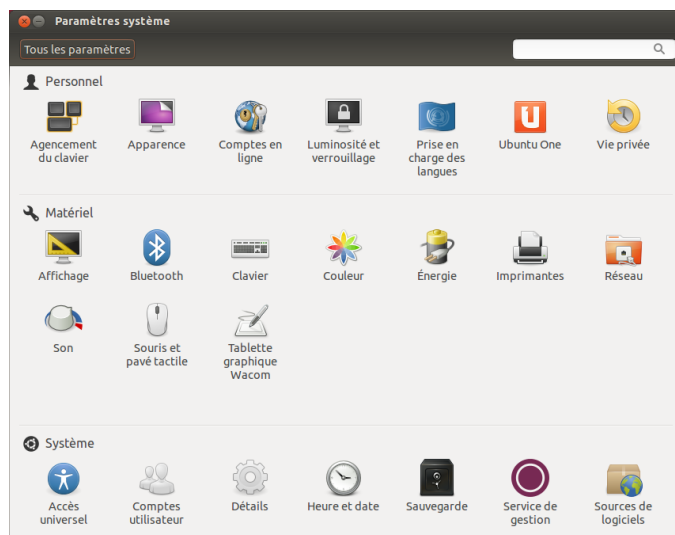 Paramètres système
Tous les paramètres
Personnel
Agencement
du clavier
Apparence
Comptes en
ligne
Luminosité et
verrouillage
Prise en
charge des
langues
Ubuntu One
Vie privée
Matériel
Affichage
Bluetooth
Clavier
Couleur
Énergie
Imprimantes
Réseau
Son
Souris et
pavé tactile
Tablette
graphique
Wacom
Système
Accès
universel
Comptes
utilisateur
Détails
Heure et date
Sauvegarde
Service de
gestion
Sources de
logiciels